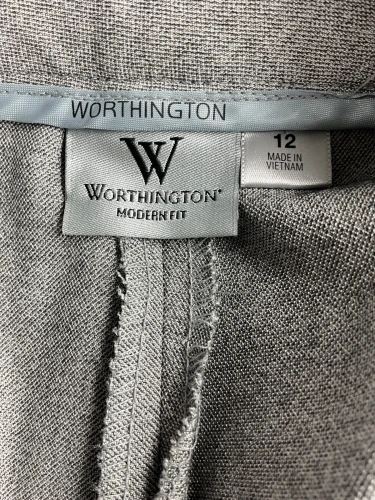 WORTHINGTON
W
WORTHINGTON®
MODERN FIT
12
MADE IN
VIETNAM